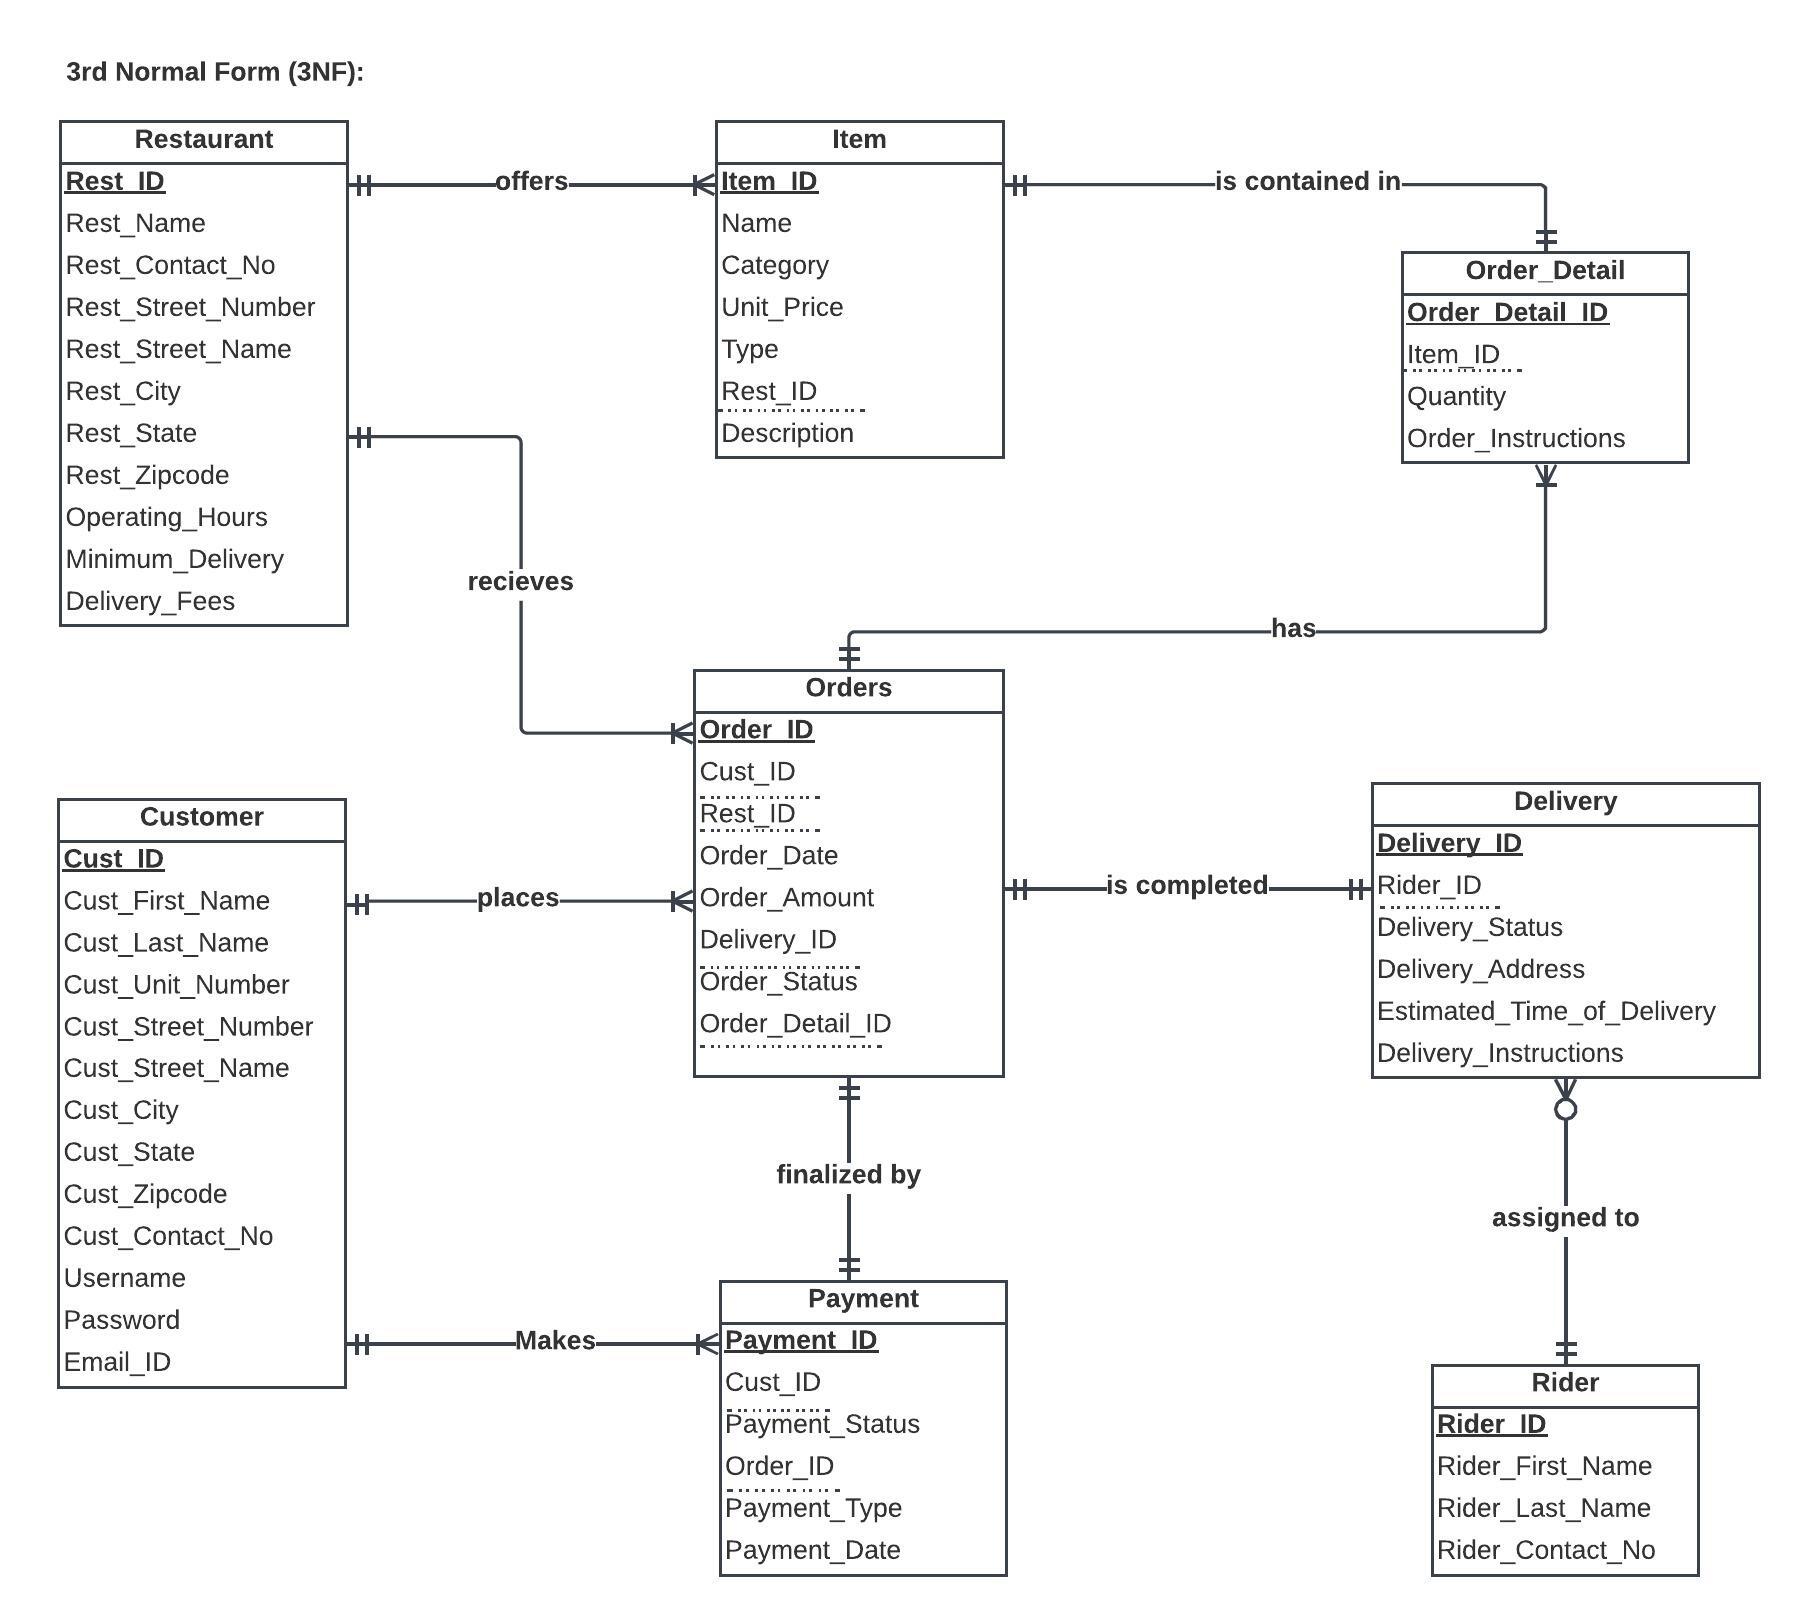 3rd Normal Form (3NF):
Restaurant
Rest_ID
Rest_Name
Rest_Contact_No
Rest_Street_Number
Rest_Street_Name
Rest_City
Rest_State
Rest_Zipcode
Operating_Hours
Minimum_Delivery
Delivery_Fees
offers
Item
Item_ID
Name
Category
Unit_Price
Type
Rest_ID
Description
is contained in
Order_Detail
Order_Detail_ID
Item_ID
Quantity
Order_Instructions
recieves
has
Orders
Order_ID
Cust_ID
Rest_ID
Order_Date
Order_Amount
Delivery_ID
Order_Status
Order_Detail_ID
Customer
Cust_ID
Cust_First_Name
Cust_Last_Name
Cust_Unit_Number
Cust_Street_Number
Cust_Street_Name
Cust_City
Cust_State
Cust_Zipcode
Cust_Contact_No
Username
Password
Email_ID
places
is completed
Delivery
Delivery_ID
Rider_ID
Delivery_Status
Delivery_Address
Estimated_Time_of_Delivery
Delivery_Instructions
finalized by
assigned to
Makes
Payment
Payment_ID
Cust_ID
Payment_Status
Order_ID
Payment_Type
Payment_Date
Rider
Rider_ID
Rider_First_Name
Rider_Last_Name
Rider_Contact_No